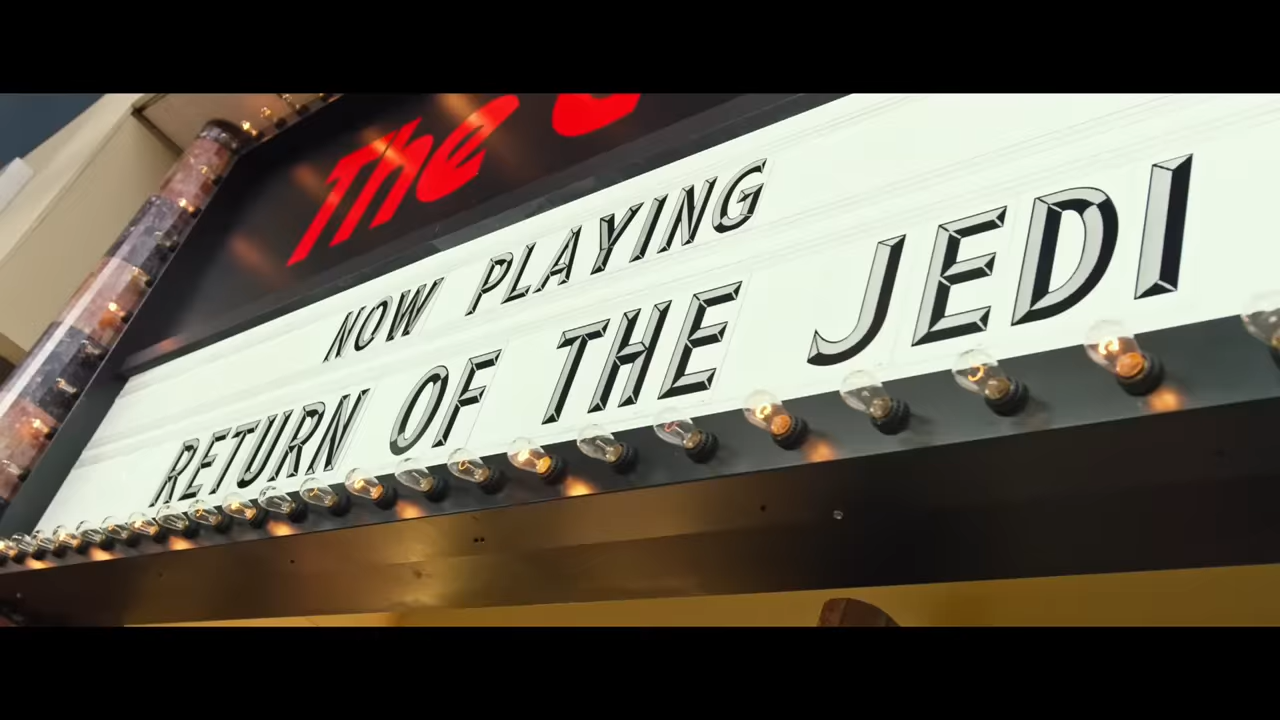 The
NOW PLAYING
RETURN OF THE JEDI